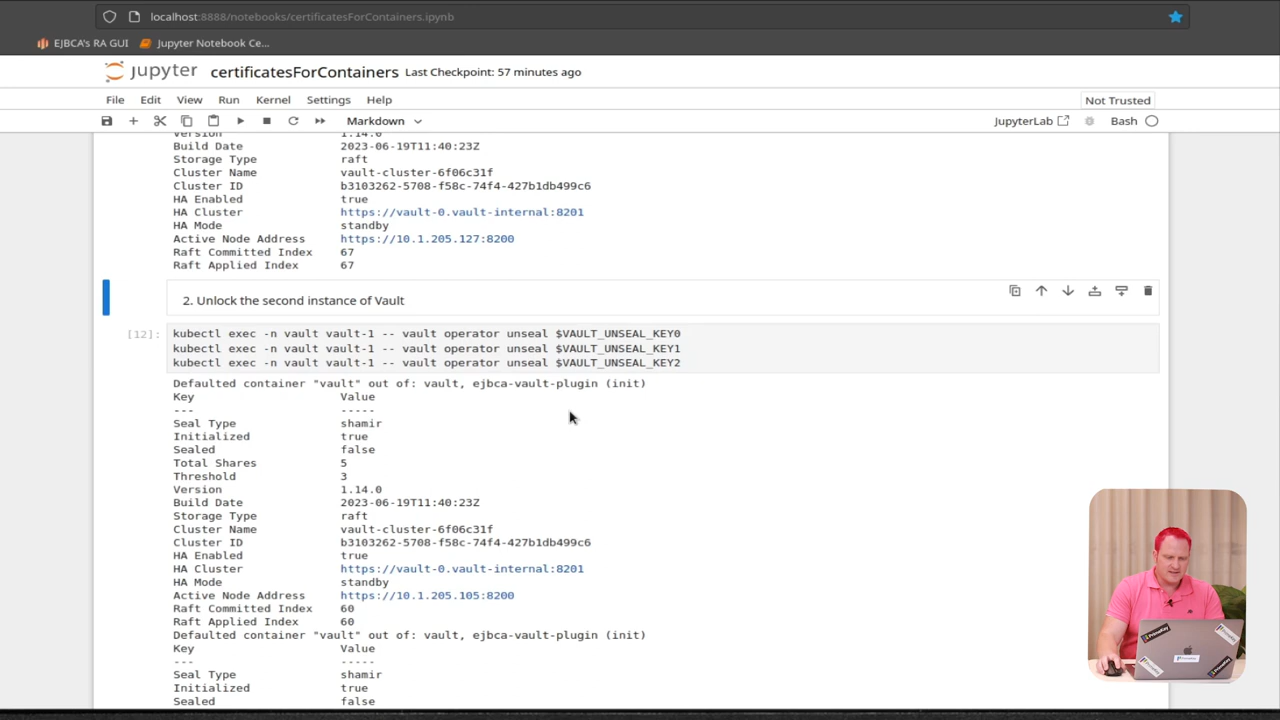 localhost:8888/notebooks/certificatesForContainers.ipynb
EJBCA's RA GUI
Jupyter Notebook Ce...
jupyter
certificatesForContainers Last Checkpoint: 57 minutes ago
File Edit View Run Kernel Settings Help
Not Trusted
Markdown
JupyterLab
Bash
Version 1.14.0
Build Date 2023-06-19T11:40:23Z
Storage Type raft
Cluster Name vault-cluster-6f06c31f
Cluster ID b3103262-5708-f58c-74f4-427b1db499c6
HA Enabled true
HA Cluster https://vault-0.vault-internal:8201
HA Mode standby
Active Node Address https://10.1.205.127:8200
Raft Committed Index 67
Raft Applied Index 67
2. Unlock the second instance of Vault
[12]:
kubectl exec -n vault vault-1 -- vault operator unseal $VAULT_UNSEAL_KEY0
kubectl exec -n vault vault-1 -- vault operator unseal $VAULT_UNSEAL_KEY1
kubectl exec -n vault vault-1 -- vault operator unseal $VAULT_UNSEAL_KEY2
Defaulted container "vault" out of: vault, ejbca-vault-plugin (init)
Key Value
--- -----
Seal Type shamir
Initialized true
Sealed false
Total Shares 5
Threshold 3
Version 1.14.0
Build Date 2023-06-19T11:40:23Z
Storage Type raft
Cluster Name vault-cluster-6f06c31f
Cluster ID b3103262-5708-f58c-74f4-427b1db499c6
HA Enabled true
HA Cluster https://vault-0.vault-internal:8201
HA Mode standby
Active Node Address https://10.1.205.105:8200
Raft Committed Index 60
Raft Applied Index 60
Defaulted container "vault" out of: vault, ejbca-vault-plugin (init)
Key Value
--- -----
Seal Type shamir
Initialized true
Sealed false